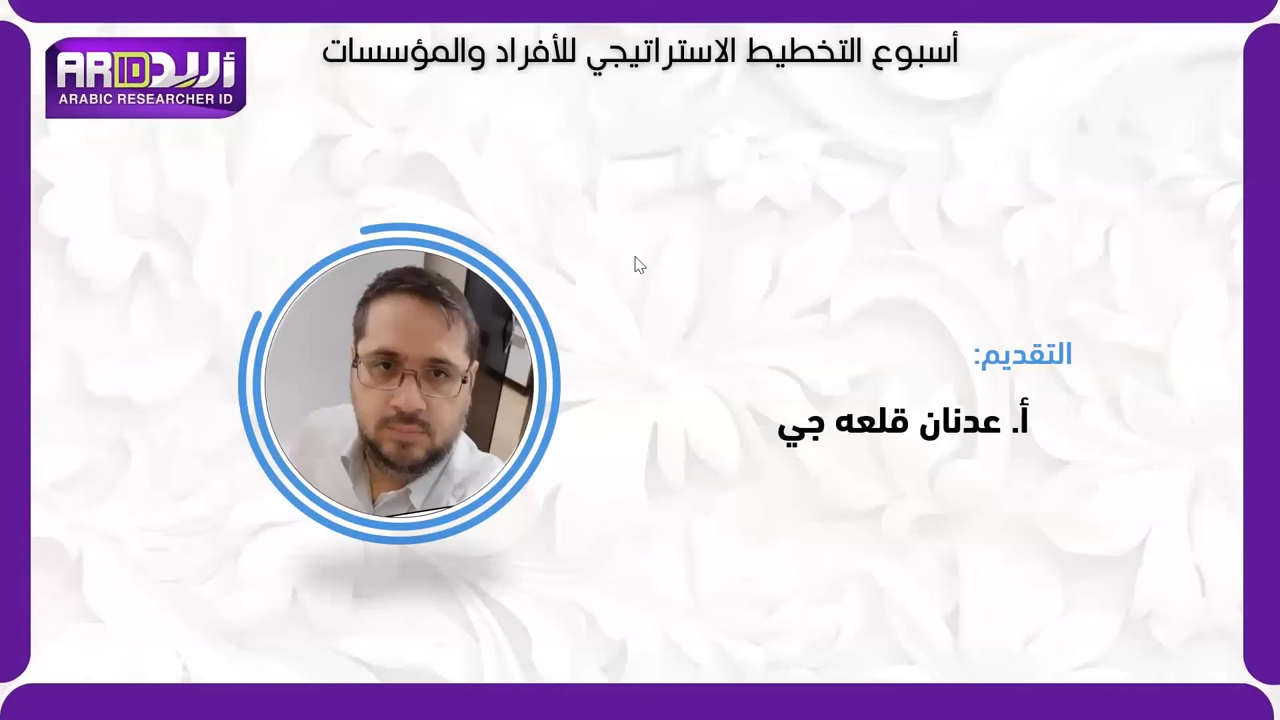 أسبوع التخطيط الاستراتيجي للأفراد والمؤسسات
ARID أريد
ARABIC RESEARCHER ID
التقديم:
أ. عدنان قلعه جي